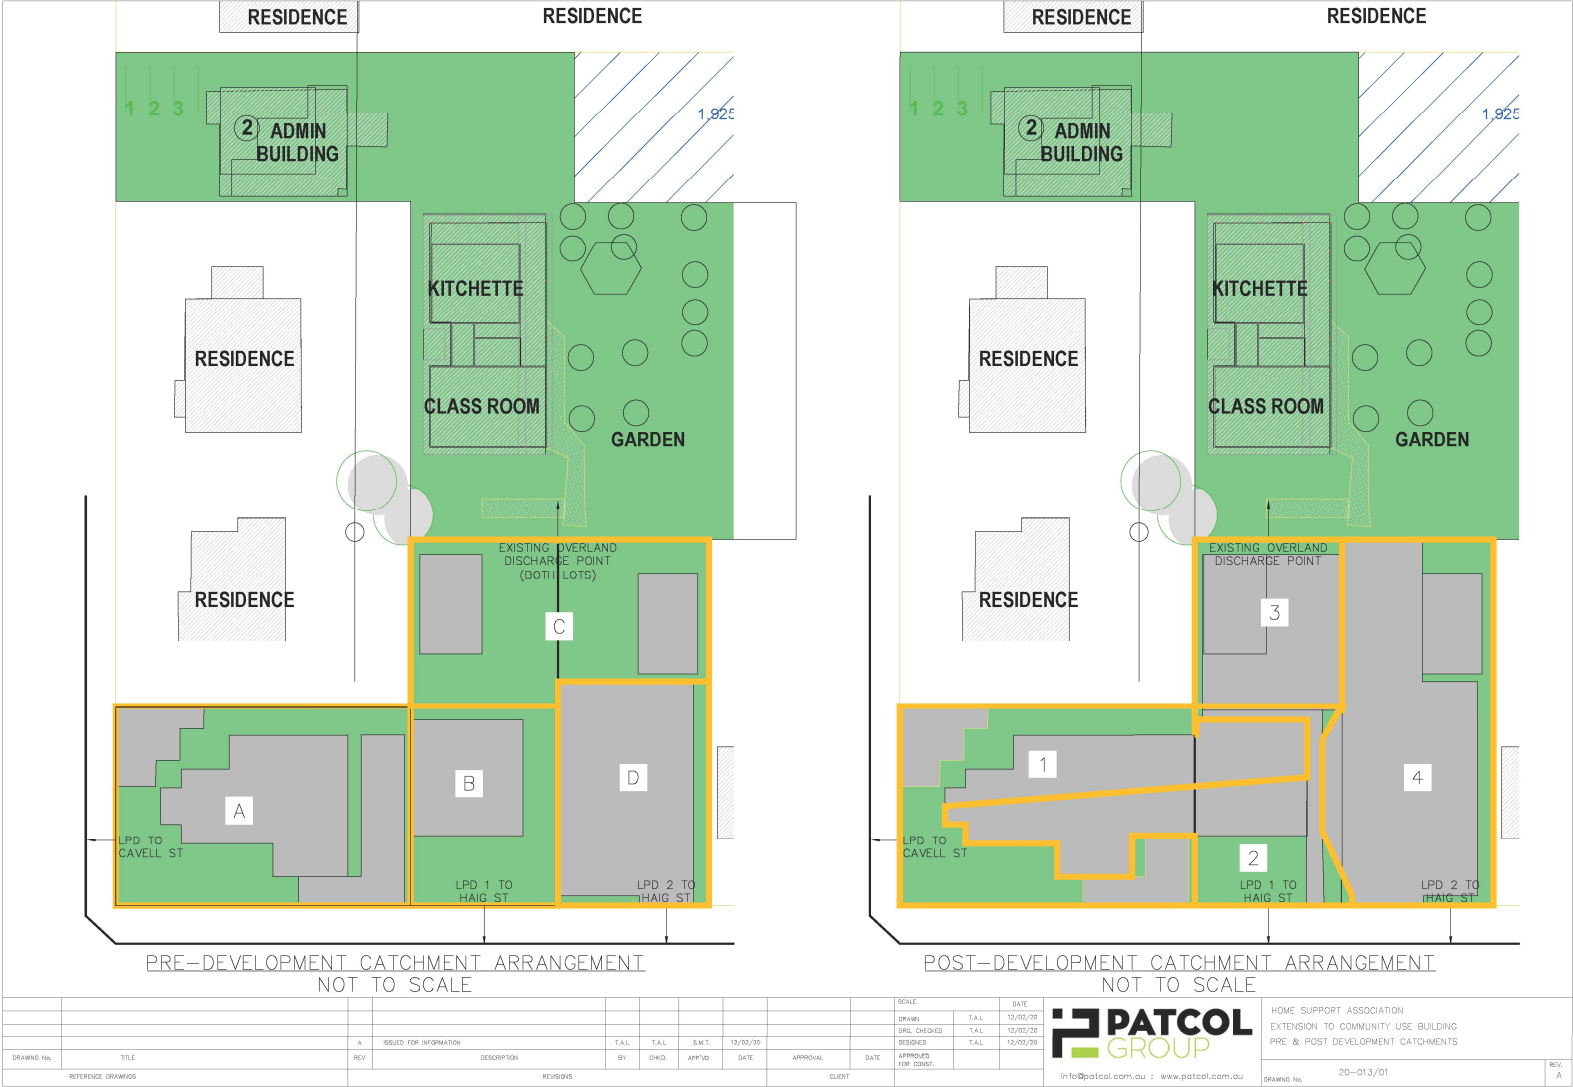 RESIDENCE
RESIDENCE
1 2 3
2 ADMIN
BUILDING
1.925
KITCHETTE
RESIDENCE
CLASS ROOM
GARDEN
EXISTING OVERLAND
DISCHARGE POINT
(BOTH LOTS)
RESIDENCE
C
B
D
A
LPD TO
CAVELL ST
LPD 1 TO
HAIG ST
LPD 2 TO
HAIG ST
PRE-DEVELOPMENT CATCHMENT ARRANGEMENT
NOT TO SCALE
RESIDENCE
RESIDENCE
1 2 3
2 ADMIN
BUILDING
1.925
KITCHETTE
RESIDENCE
CLASS ROOM
GARDEN
EXISTING OVERLAND
DISCHARGE POINT
RESIDENCE
3
1
4
LPD TO
CAVELL ST
2
LPD 1 TO
HAIG ST
LPD 2 TO
HAIG ST
POST-DEVELOPMENT CATCHMENT ARRANGEMENT
NOT TO SCALE
A ISSUED FOR INFORMATION T.A.L T.A.L S.M.T. 12/02/20
DRAWING No. TITLE REV DESCRIPTION BY CHKD. APP'VD DATE APPROVAL DATE
REFERENCE DRAWINGS REVISIONS CLIENT
SCALE DATE
DRAWN T.A.L 12/02/20
DRG. CHECKED T.A.L 12/02/20
DESIGNED T.A.L 12/02/20
APPROVED
FOR CONST.
PATCOL
GROUP
info@patcol.com.au : www.patcol.com.au
HOME SUPPORT ASSOCIATION
EXTENSION TO COMMUNITY USE BUILDING
PRE & POST DEVELOPMENT CATCHMENTS
DRAWING No. 20-013/01
REV.
A